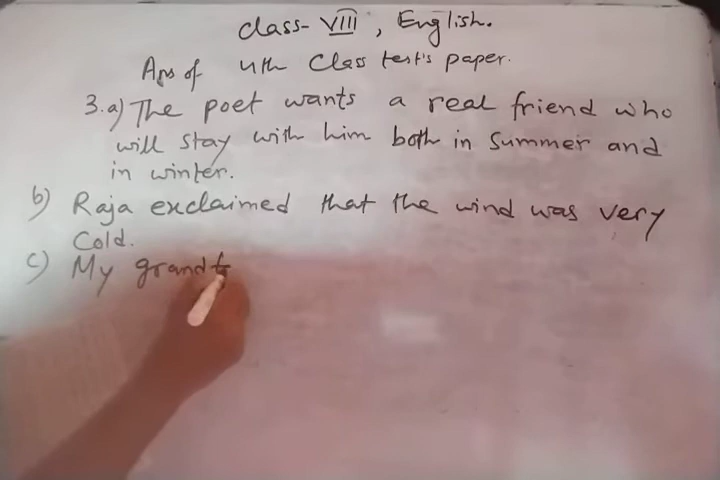 class- VIII, English.
Ans of 4th Class test's paper.
3.a) The poet wants a real friend who
will stay with him both in summer and
in winter.
b) Raja exclaimed that the wind was very
Cold.
c) My grandf